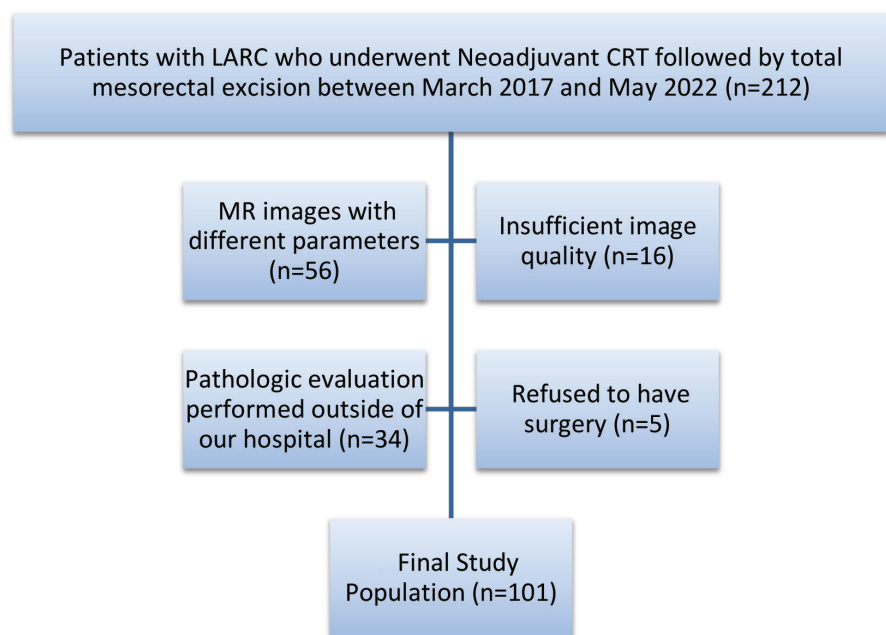 Patients with LARC who underwent Neoadjuvant CRT followed by total
mesorectal excision between March 2017 and May 2022 (n=212)
MR images with
different parameters
(n=56)
Insufficient image
quality (n=16)
Pathologic evaluation
performed outside of
our hospital (n=34)
Refused to have
surgery (n=5)
Final Study
Population (n=101)